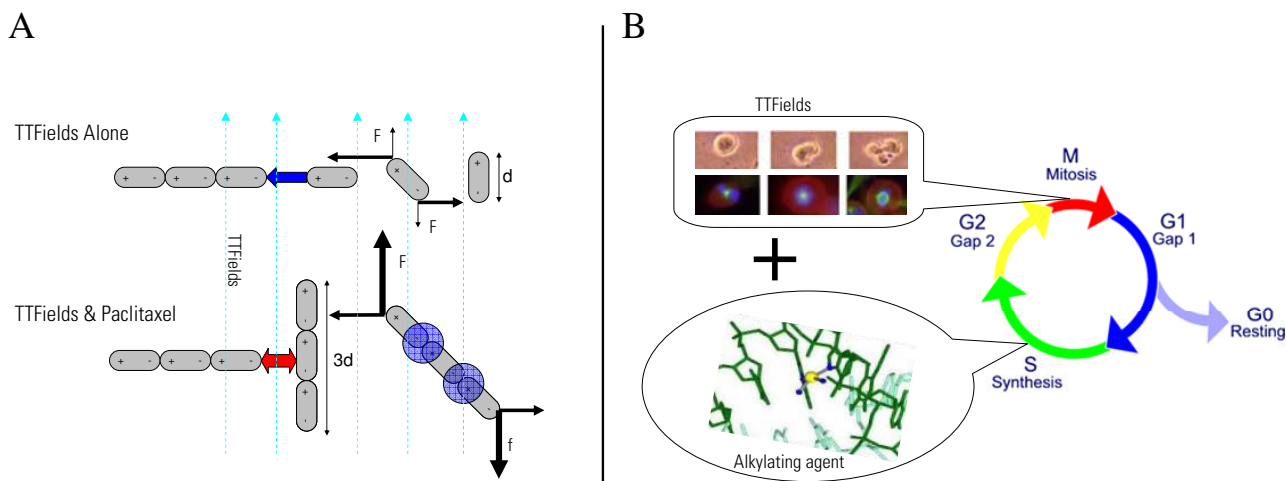 A
TTFields Alone
+ - + - + - + -
F
+
-
F
+
-
d
TTFields
TTFields & Paclitaxel
+ - + - + -
+
-
+
-
+
-
3d
F
+
-
f
B
TTFields
+
Alkylating agent
M
Mitosis
G1
Gap 1
G2
Gap 2
G0
Resting
S
Synthesis